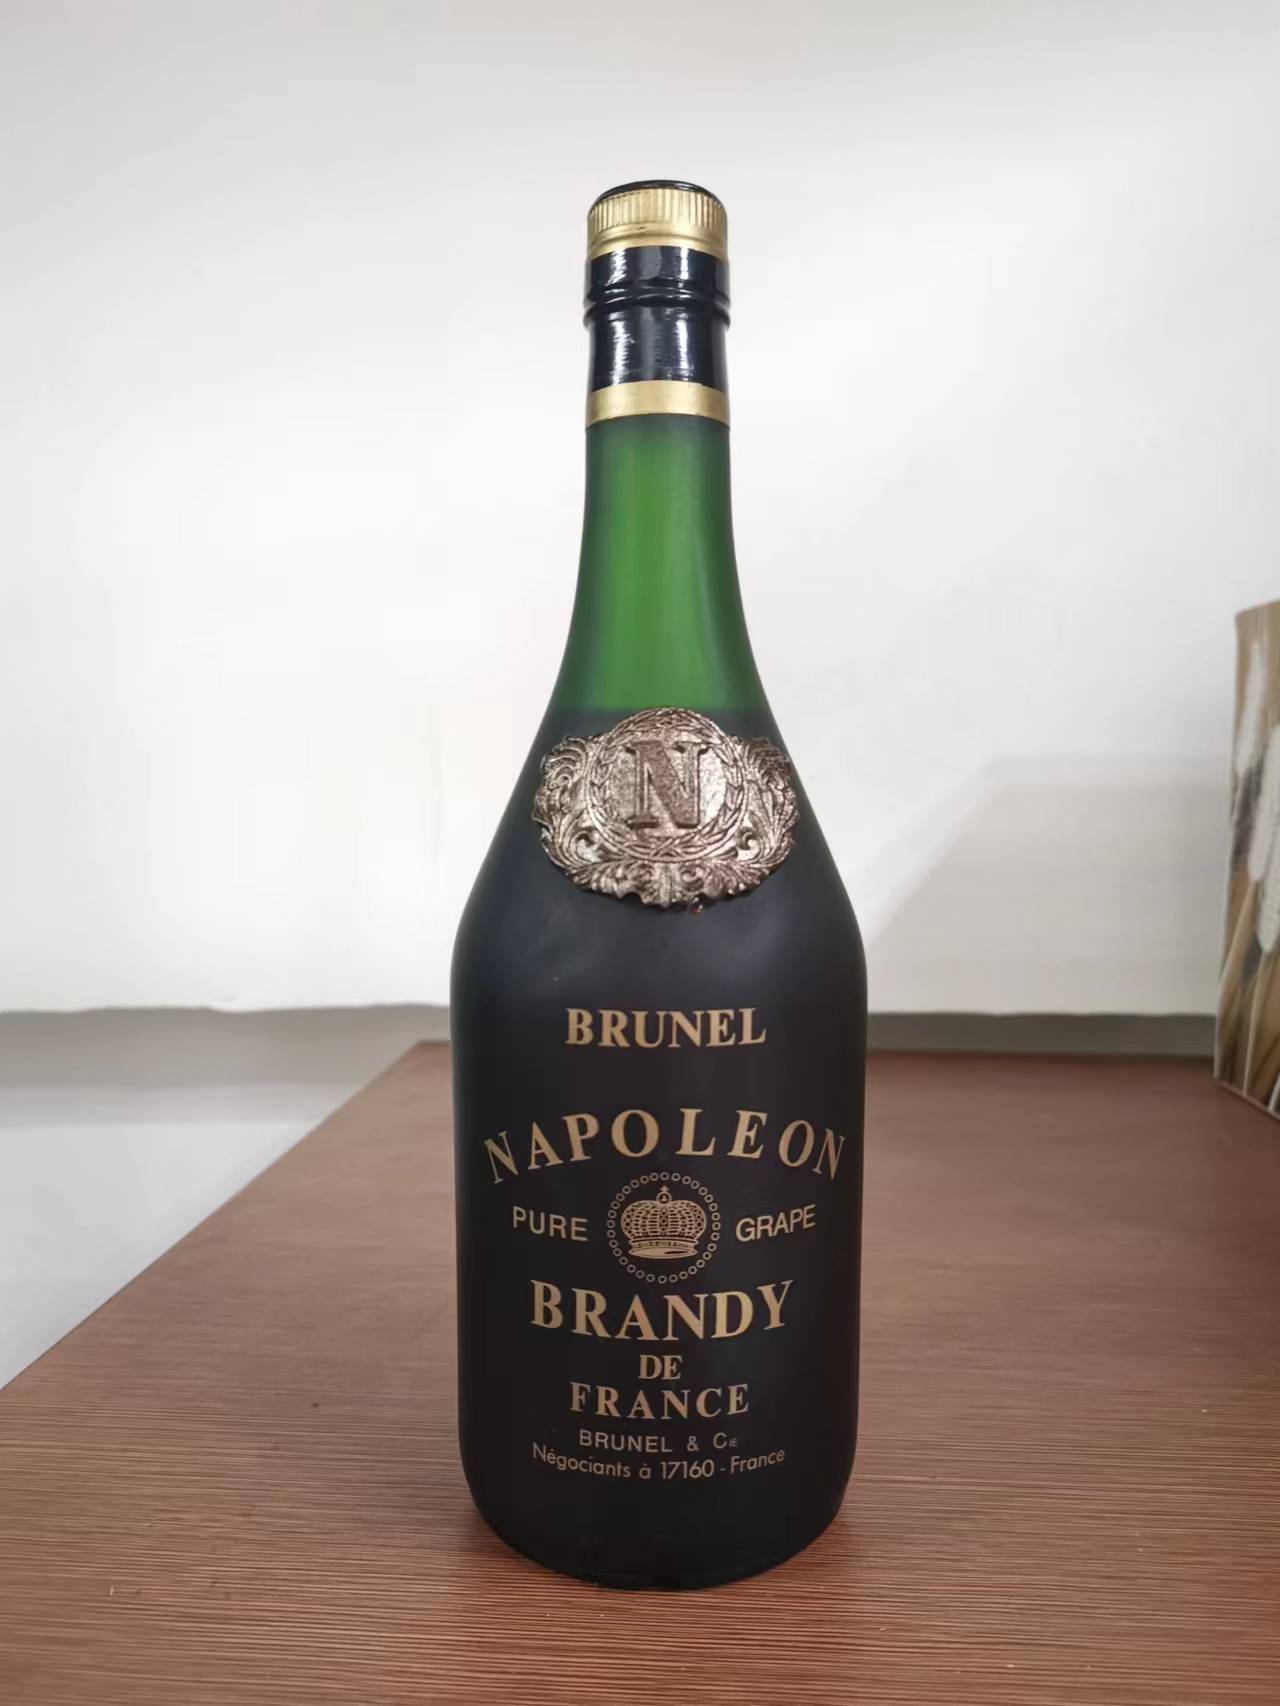 N
BRUNEL
NAPOLEON
PURE GRAPE
BRANDY
DE
FRANCE
BRUNEL & Cie
Négociants à 17160 - France